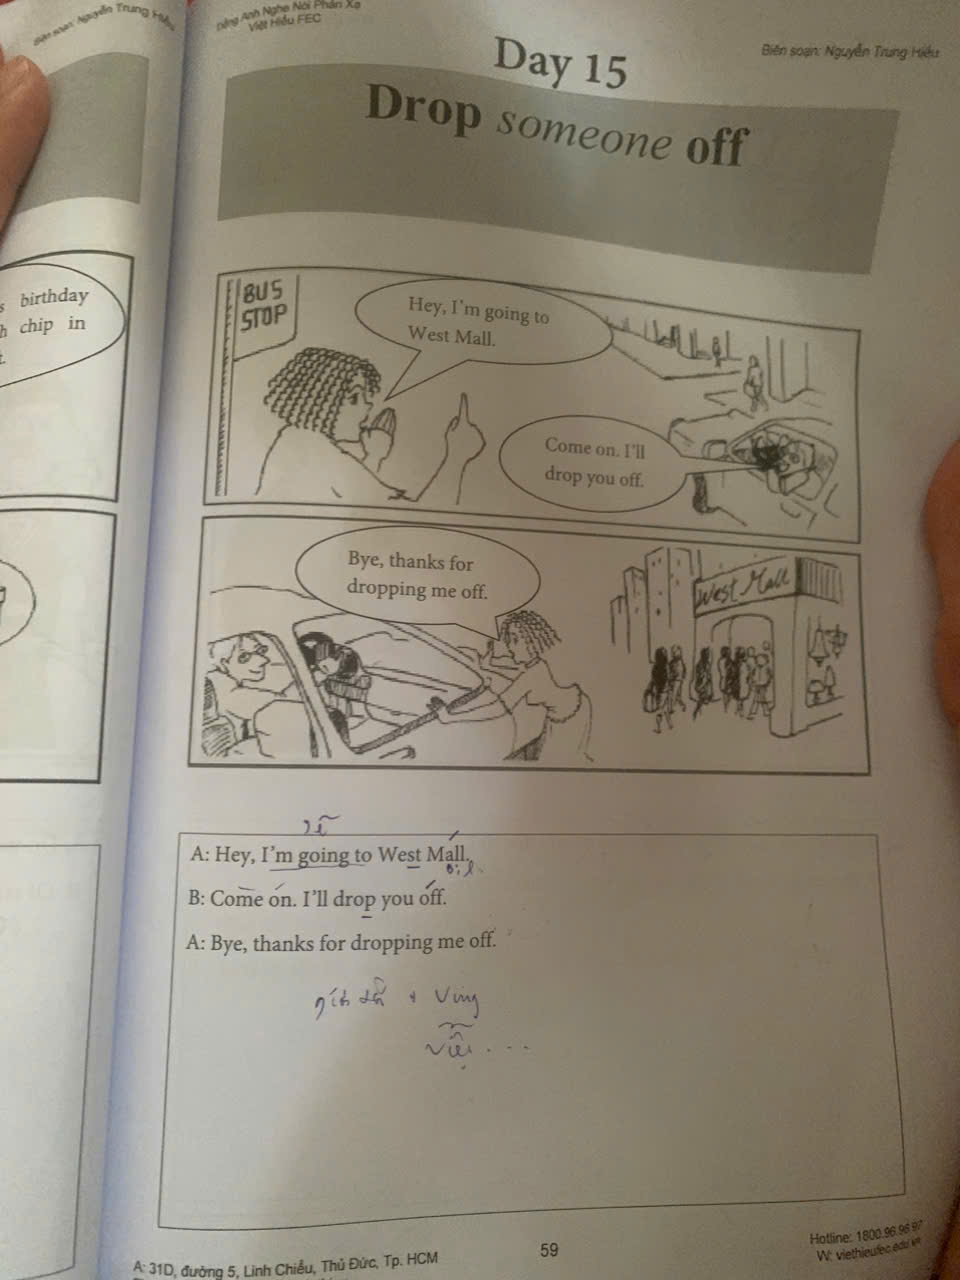 Biên soạn: Nguyễn Trung Hiếu
s birthday
h chip in
t.
Tiếng Anh Nghe Nói Phản Xạ
Việt Hiếu FEC
Biên soạn: Nguyễn Trung Hiếu
Day 15
Drop someone off
BUS
STOP
Hey, I'm going to
West Mall.
Come on. I'll
drop you off.
Bye, thanks for
dropping me off.
West Mall
A: Hey, I'm going to West Mall.
B: Come on. I'll drop you off.
A: Bye, thanks for dropping me off.
+ Ving
59
A: 31D, đường 5, Linh Chiểu, Thủ Đức, Tp. HCM
Hotline: 1800.96.96.97
W: viethieufec.edu.vn